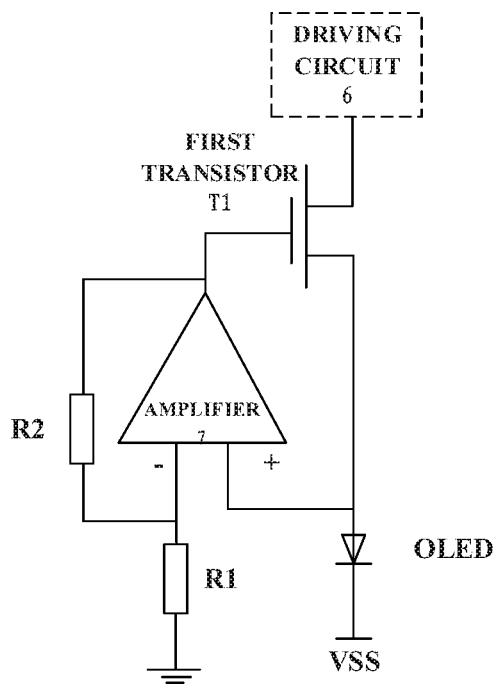 DRIVING
CIRCUIT
6
FIRST
TRANSISTOR
T1
AMPLIFIER
7
R2
-
+
R1
OLED
VSS